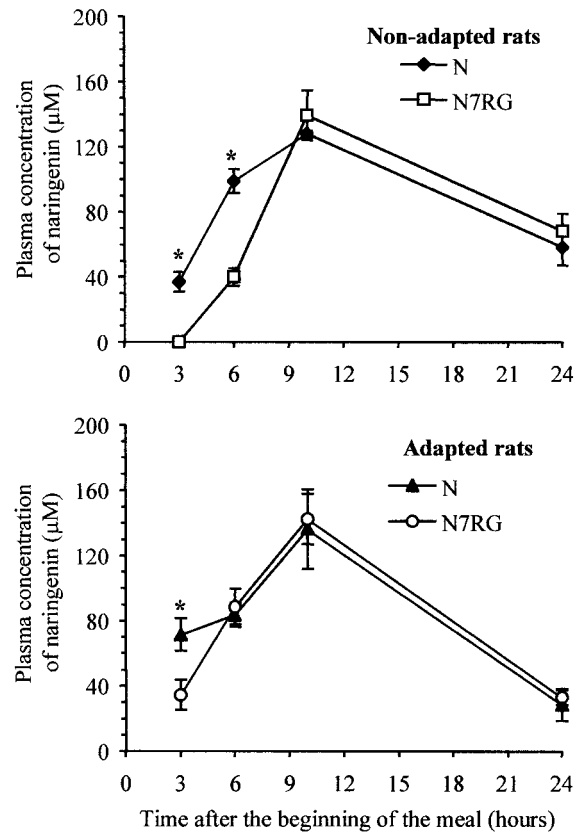 Non-adapted rats
N
N7RG
Plasma concentration
of naringenin (µM)
200
160
120
80
40
0
*
*
0 3 6 9 12 15 18 21 24
Adapted rats
N
N7RG
Plasma concentration
of naringenin (µM)
200
160
120
80
40
0
*
0 3 6 9 12 15 18 21 24
Time after the beginning of the meal (hours)